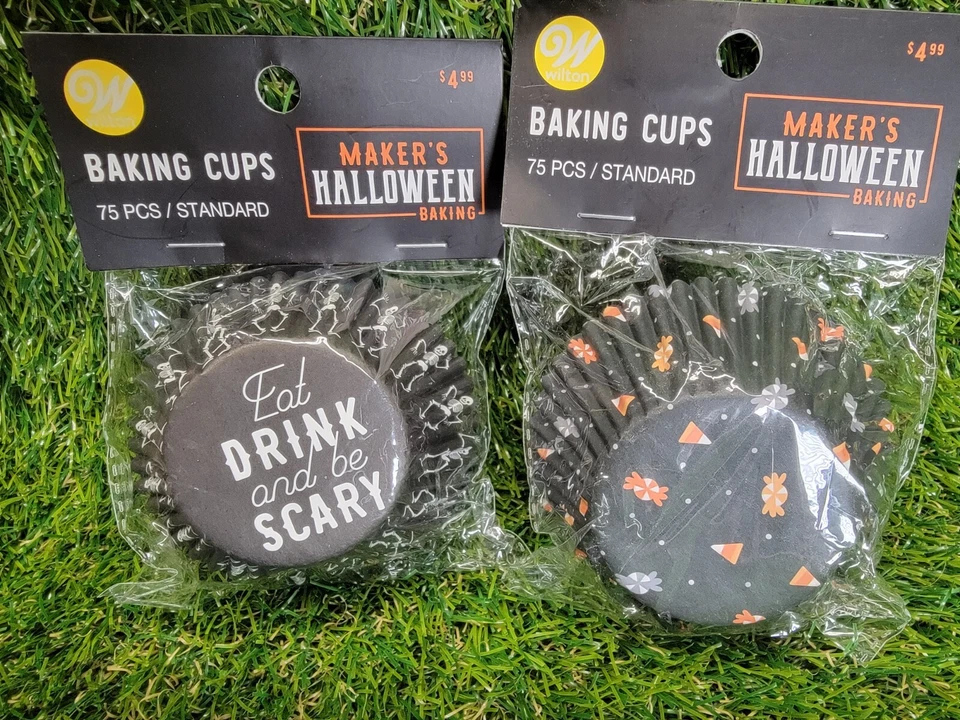 W
$4.99
BAKING CUPS
75 PCS / STANDARD
MAKER'S
HALLOWEEN
BAKING
Eat
DRINK
and be
SCARY
W
wilton
$4.99
BAKING CUPS
75 PCS / STANDARD
MAKER'S
HALLOWEEN
BAKING